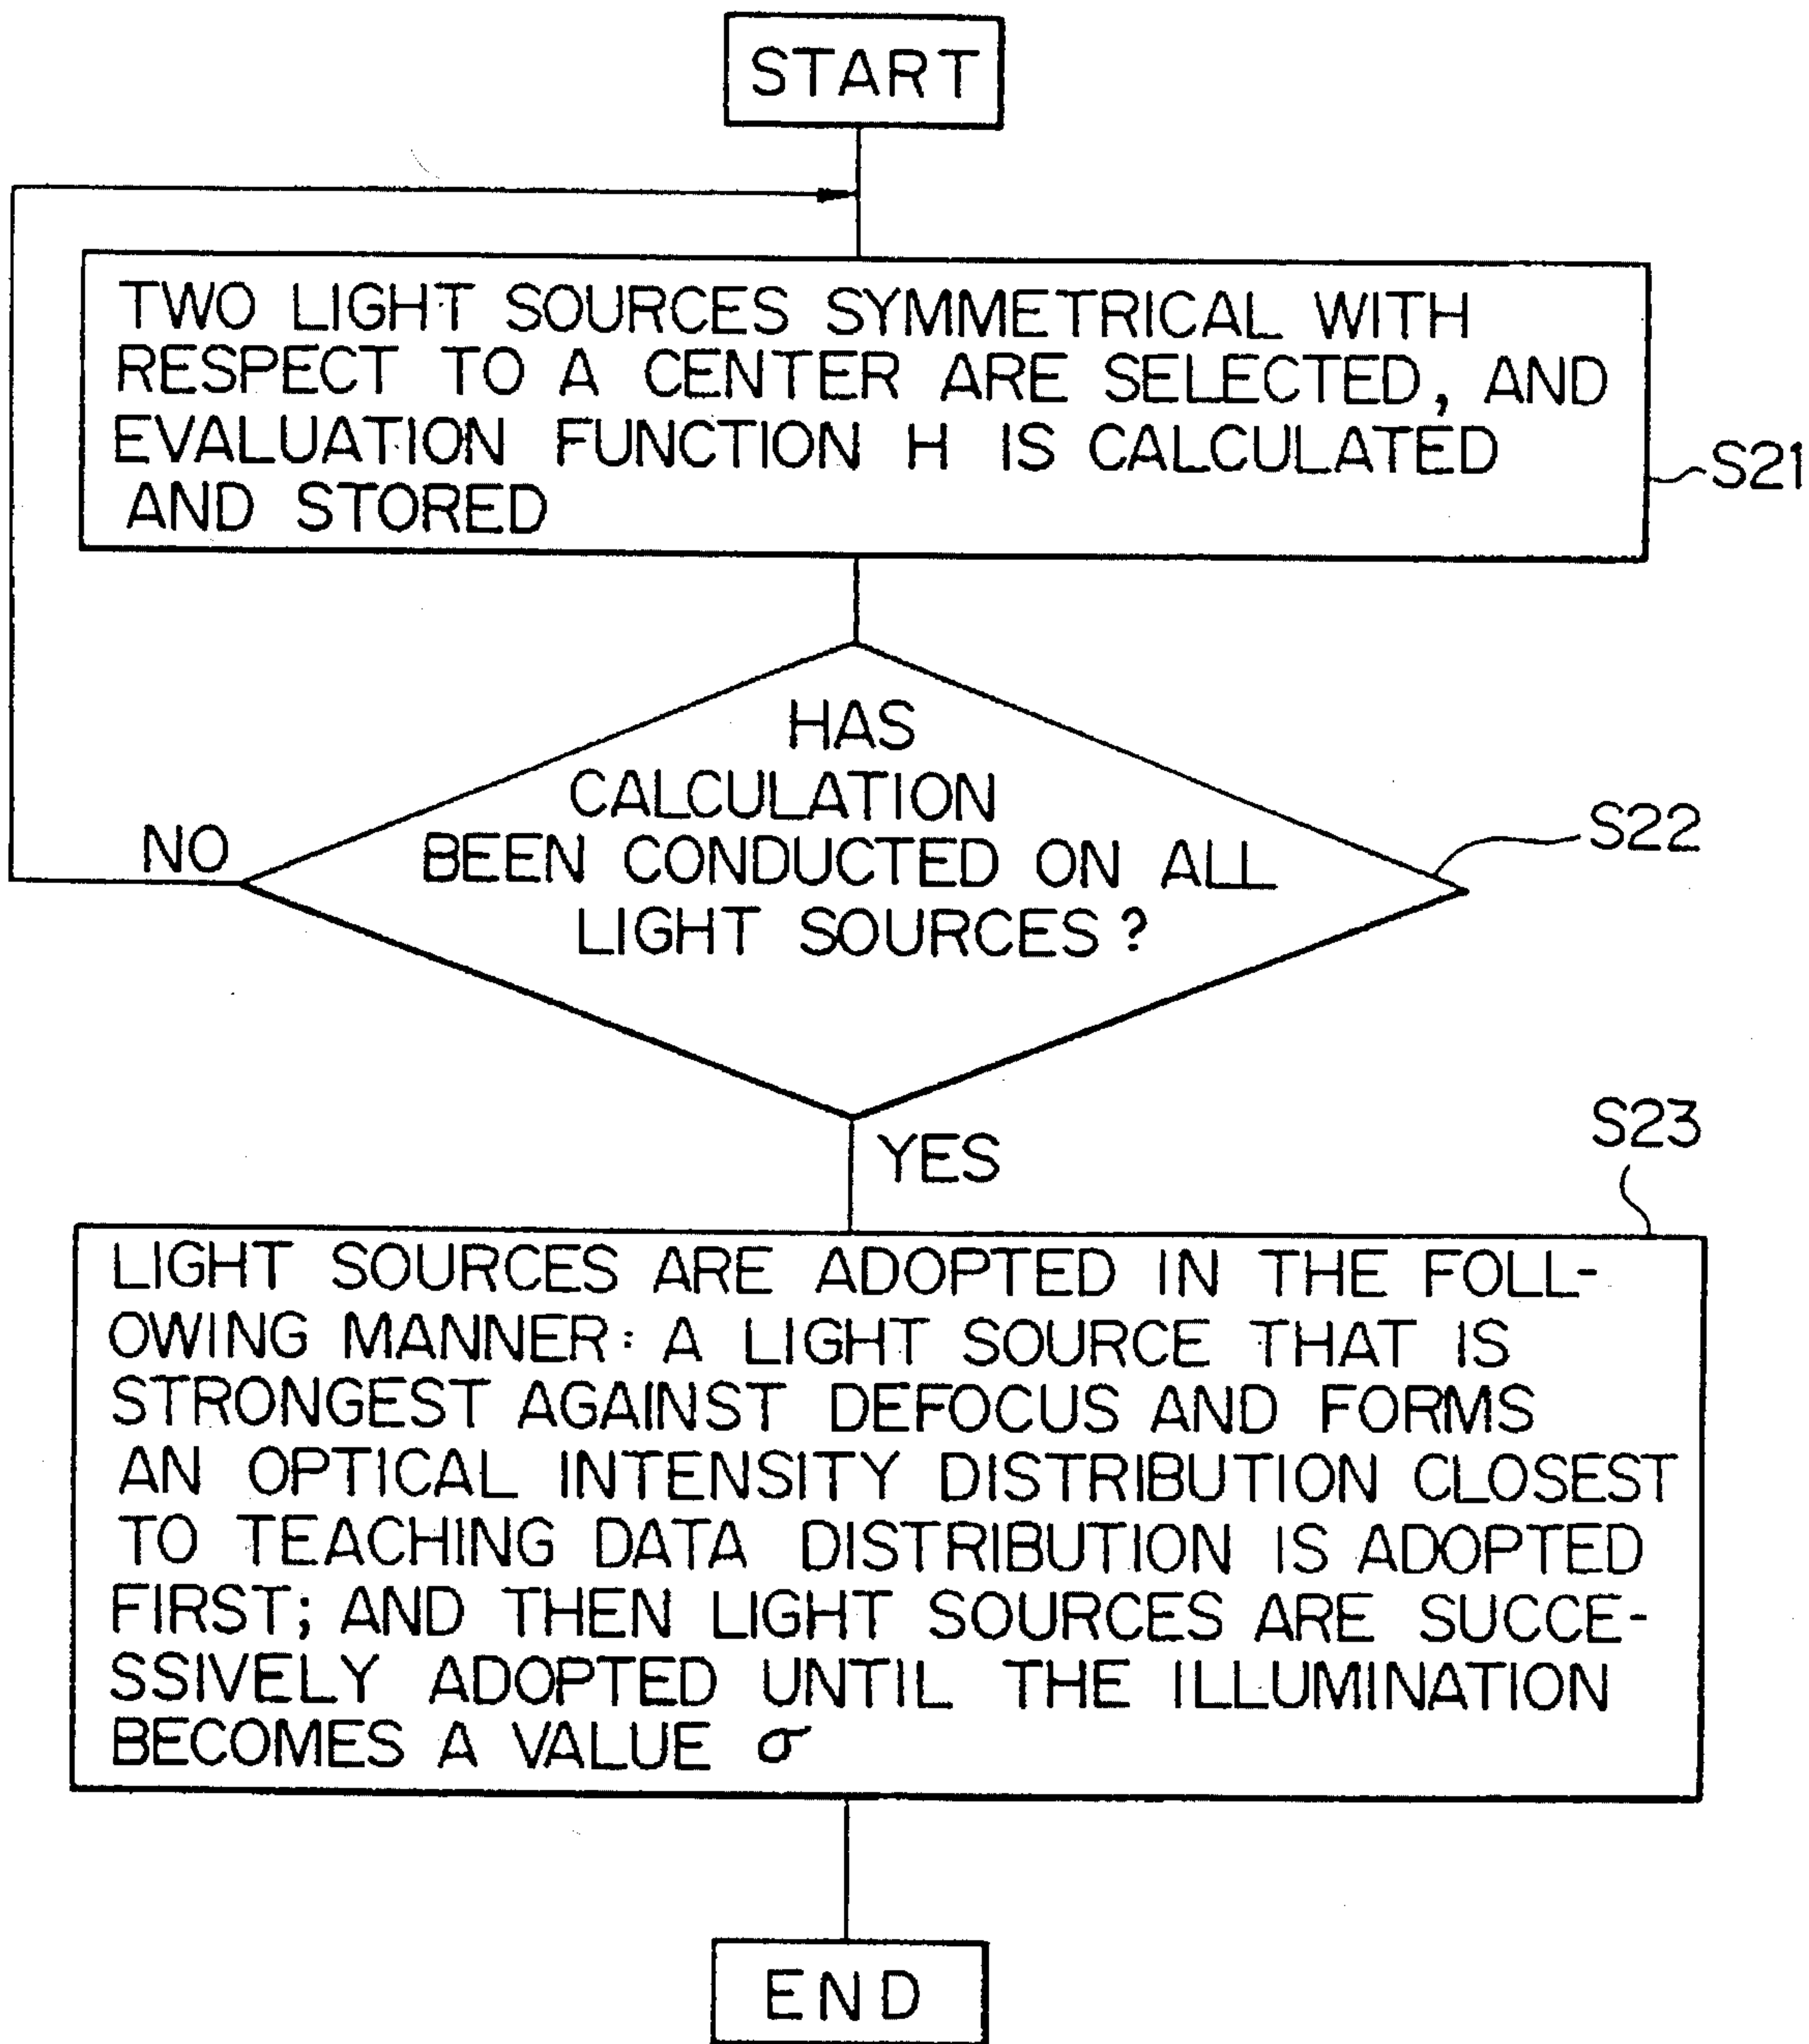 START
TWO LIGHT SOURCES SYMMETRICAL WITH
RESPECT TO A CENTER ARE SELECTED, AND
EVALUATION FUNCTION H IS CALCULATED
AND STORED
S21
HAS
CALCULATION
BEEN CONDUCTED ON ALL
LIGHT SOURCES?
S22
NO
YES
S23
LIGHT SOURCES ARE ADOPTED IN THE FOLL-
OWING MANNER: A LIGHT SOURCE THAT IS
STRONGEST AGAINST DEFOCUS AND FORMS
AN OPTICAL INTENSITY DISTRIBUTION CLOSEST
TO TEACHING DATA DISTRIBUTION IS ADOPTED
FIRST; AND THEN LIGHT SOURCES ARE SUCCE-
SSIVELY ADOPTED UNTIL THE ILLUMINATION
BECOMES A VALUE σ
END